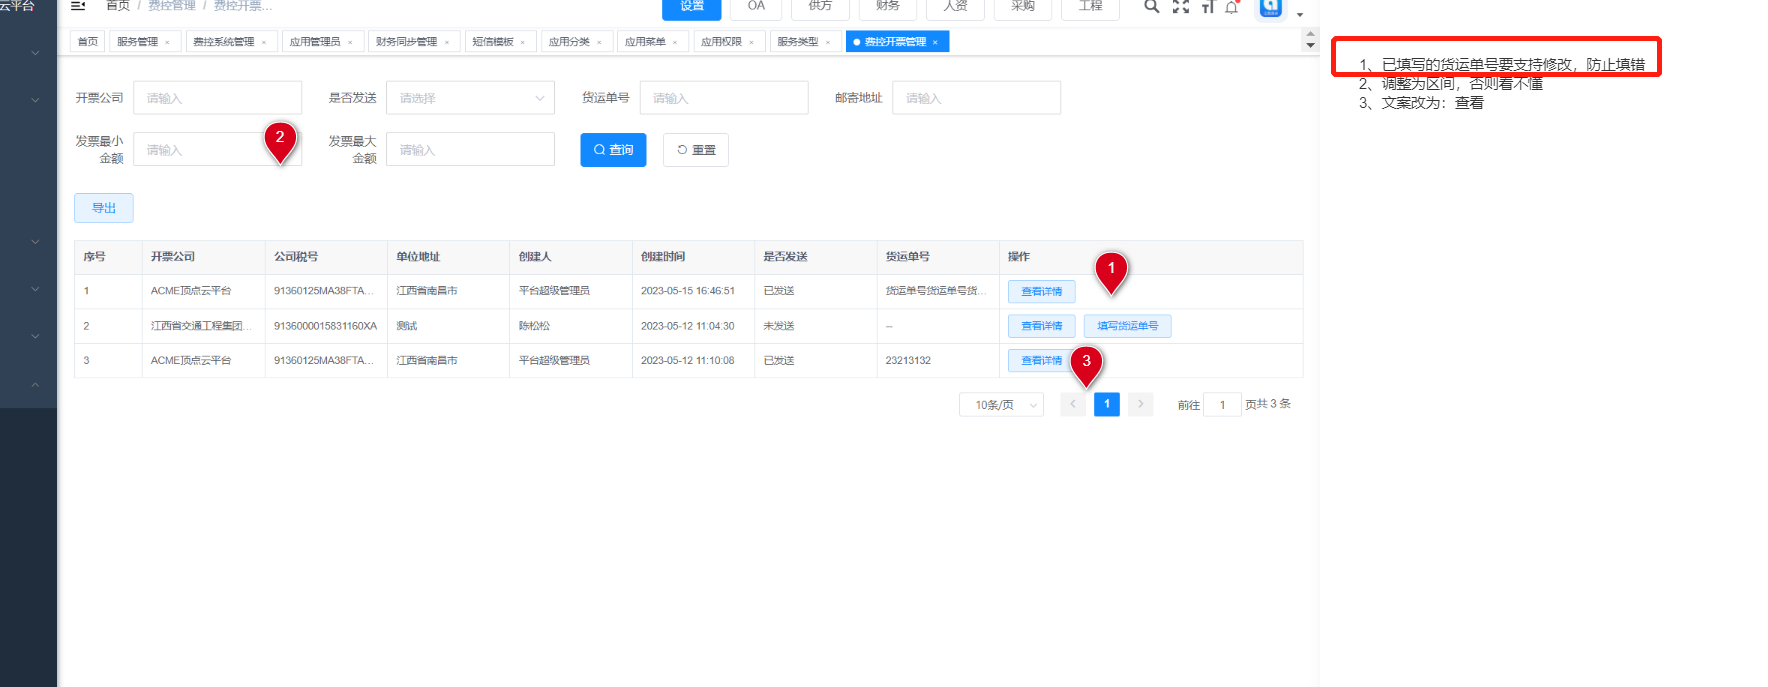 云平台
首页 / 费控管理 / 费控开票...
设置
OA
供方
财务
人资
采购
工程
首页
服务管理 ×
费控系统管理 ×
应用管理员 ×
财务同步管理 ×
短信模板 ×
应用分类 ×
应用菜单 ×
应用权限 ×
服务类型 ×
费控开票管理 ×
开票公司 请输入
是否发送 请选择
货运单号 请输入
邮寄地址 请输入
发票最小金额 请输入
发票最大金额 请输入
查询
重置
2
导出
序号 开票公司 公司税号 单位地址 创建人 创建时间 是否发送 货运单号 操作
1 ACME顶点云平台 91360125MA38FTA... 江西省南昌市 平台超级管理员 2023-05-15 16:46:51 已发送 货运单号货运单号货... 查看详情
1
2 江西省交通工程集团... 9136000015831160XA 测试 陈松松 2023-05-12 11:04:30 未发送 -- 查看详情 填写货运单号
3 ACME顶点云平台 91360125MA38FTA... 江西省南昌市 平台超级管理员 2023-05-12 11:10:08 已发送 23213132 查看详情
3
10条/页 1 前往 1 页共 3 条
1、已填写的货运单号要支持修改，防止填错
2、调整为区间，否则看不懂
3、文案改为：查看